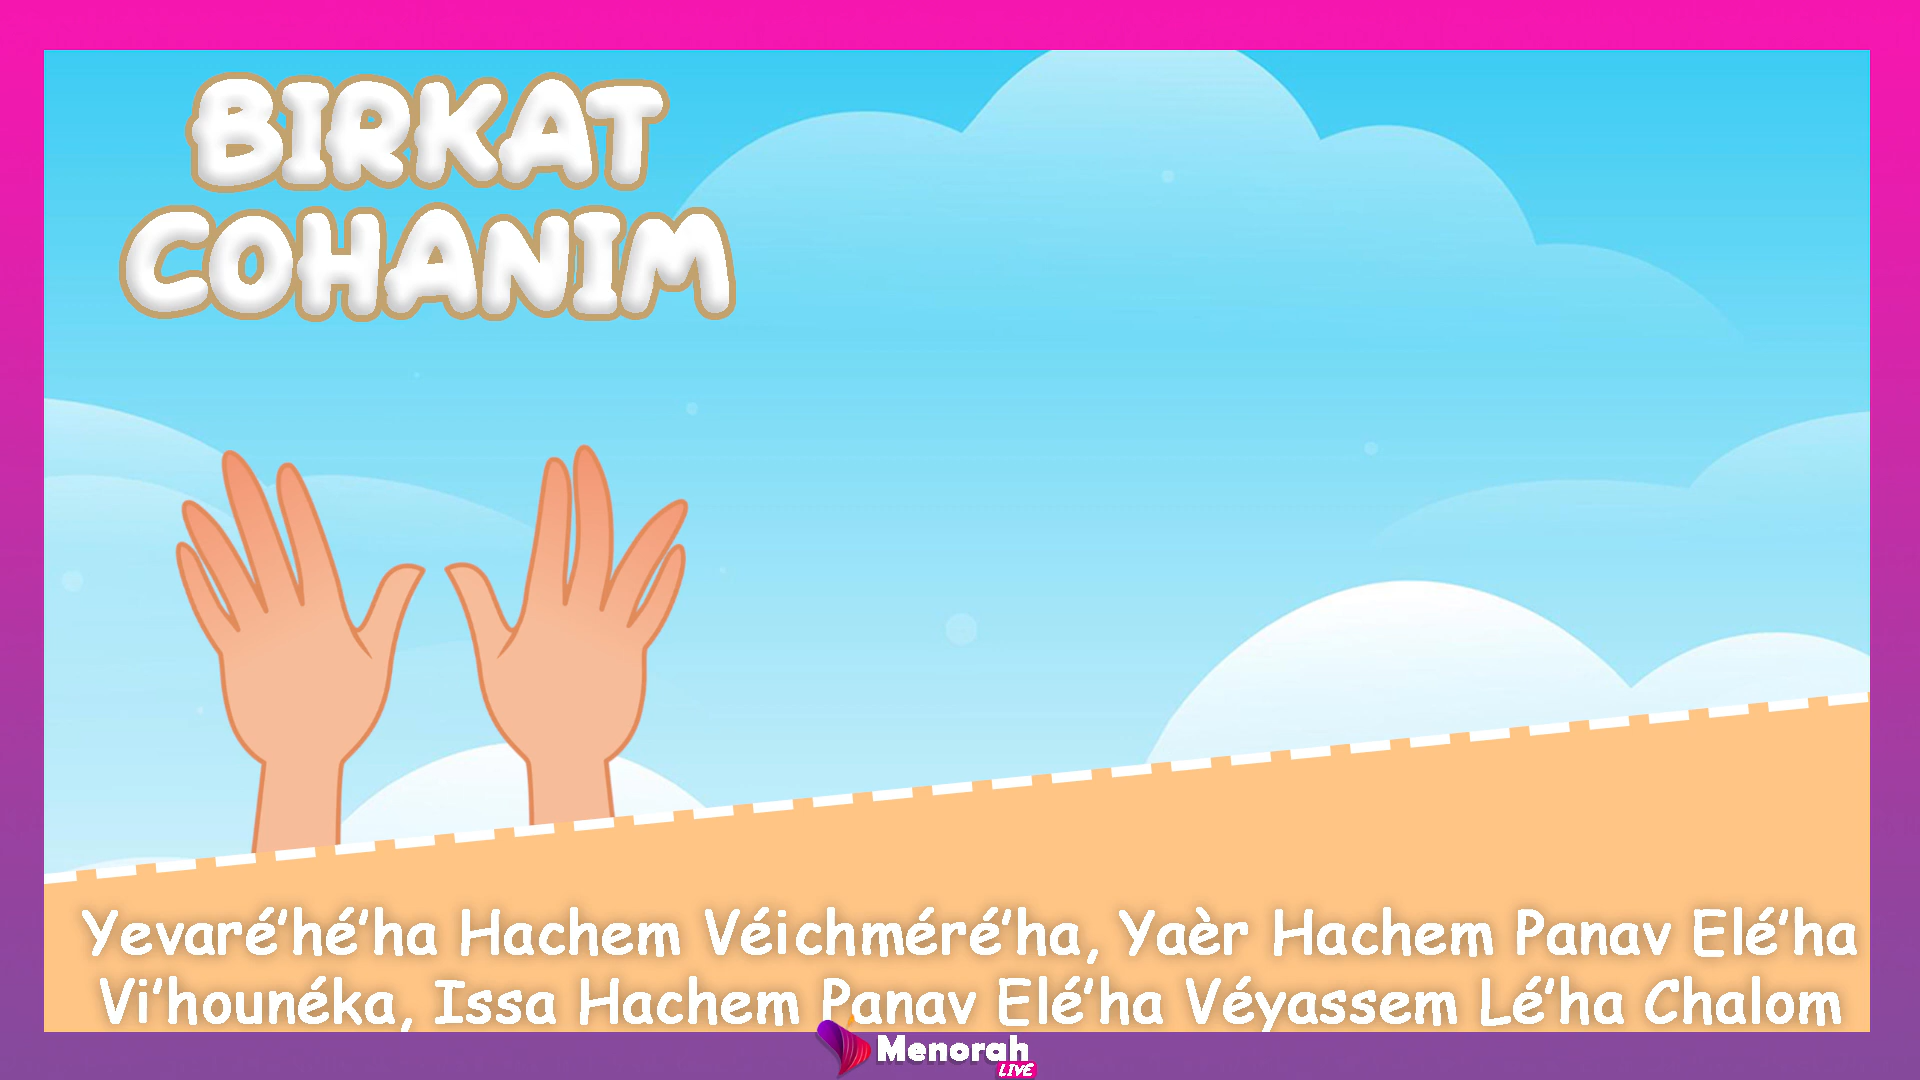 BIRKAT
COHANIM
Yevaré'hé'ha Hachem Véichméré'ha, Yaèr Hachem Panav Elé'ha
Vi'hounéka, Issa Hachem Panav Elé'ha Véyassem Lé'ha Chalom
Menorah
LIVE